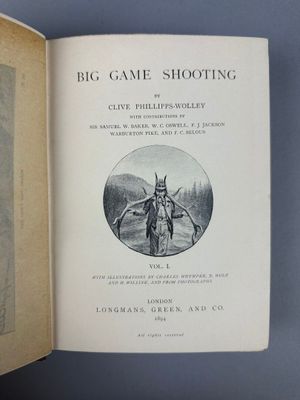 BIG GAME SHOOTING
BY
CLIVE PHILLIPPS-WOLLEY
WITH CONTRIBUTIONS BY
SIR SAMUEL W. BAKER, W. C. OSWELL, F. J. JACKSON
WARBURTON PIKE, AND F. C. SELOUS
VOL. I.
WITH ILLUSTRATIONS BY CHARLES WHYMPER, J. WOLF
AND H. WILLINK, AND FROM PHOTOGRAPHS
LONDON
LONGMANS, GREEN, AND CO.
1894
All rights reserved